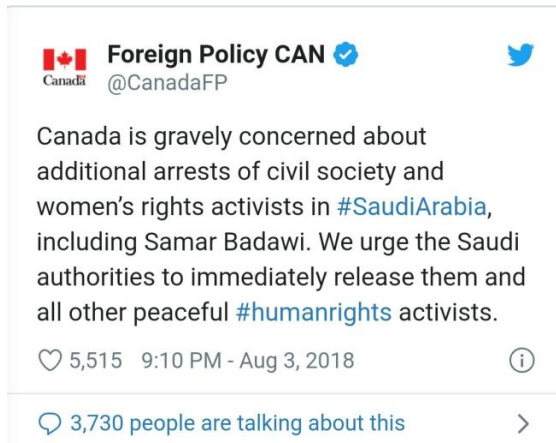 Foreign Policy CAN
Canada
@CanadaFP
Canada is gravely concerned about
additional arrests of civil society and
women's rights activists in #SaudiArabia,
including Samar Badawi. We urge the Saudi
authorities to immediately release them and
all other peaceful #humanrights activists.
5,515 9:10 PM - Aug 3, 2018
3,730 people are talking about this